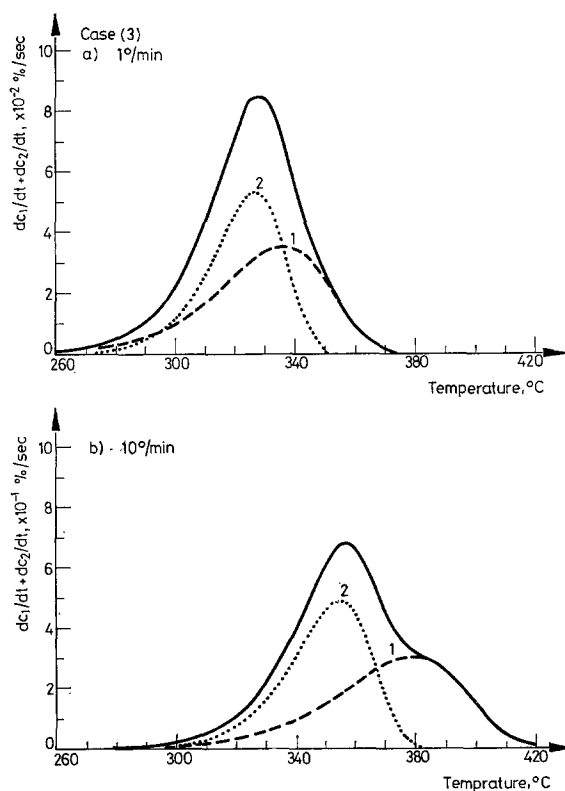 Case (3)
a) 1°/min
dc₁/dt+dc₂/dt, x10⁻² %/sec
10
8
6
4
2
0
2
1
260 300 340 380 420
Temperature, °C
b) - 10°/min
dc₁/dt+dc₂/dt, x10⁻¹ %/sec
10
8
6
4
2
0
2
1
260 300 340 360 420
Temprature, °C